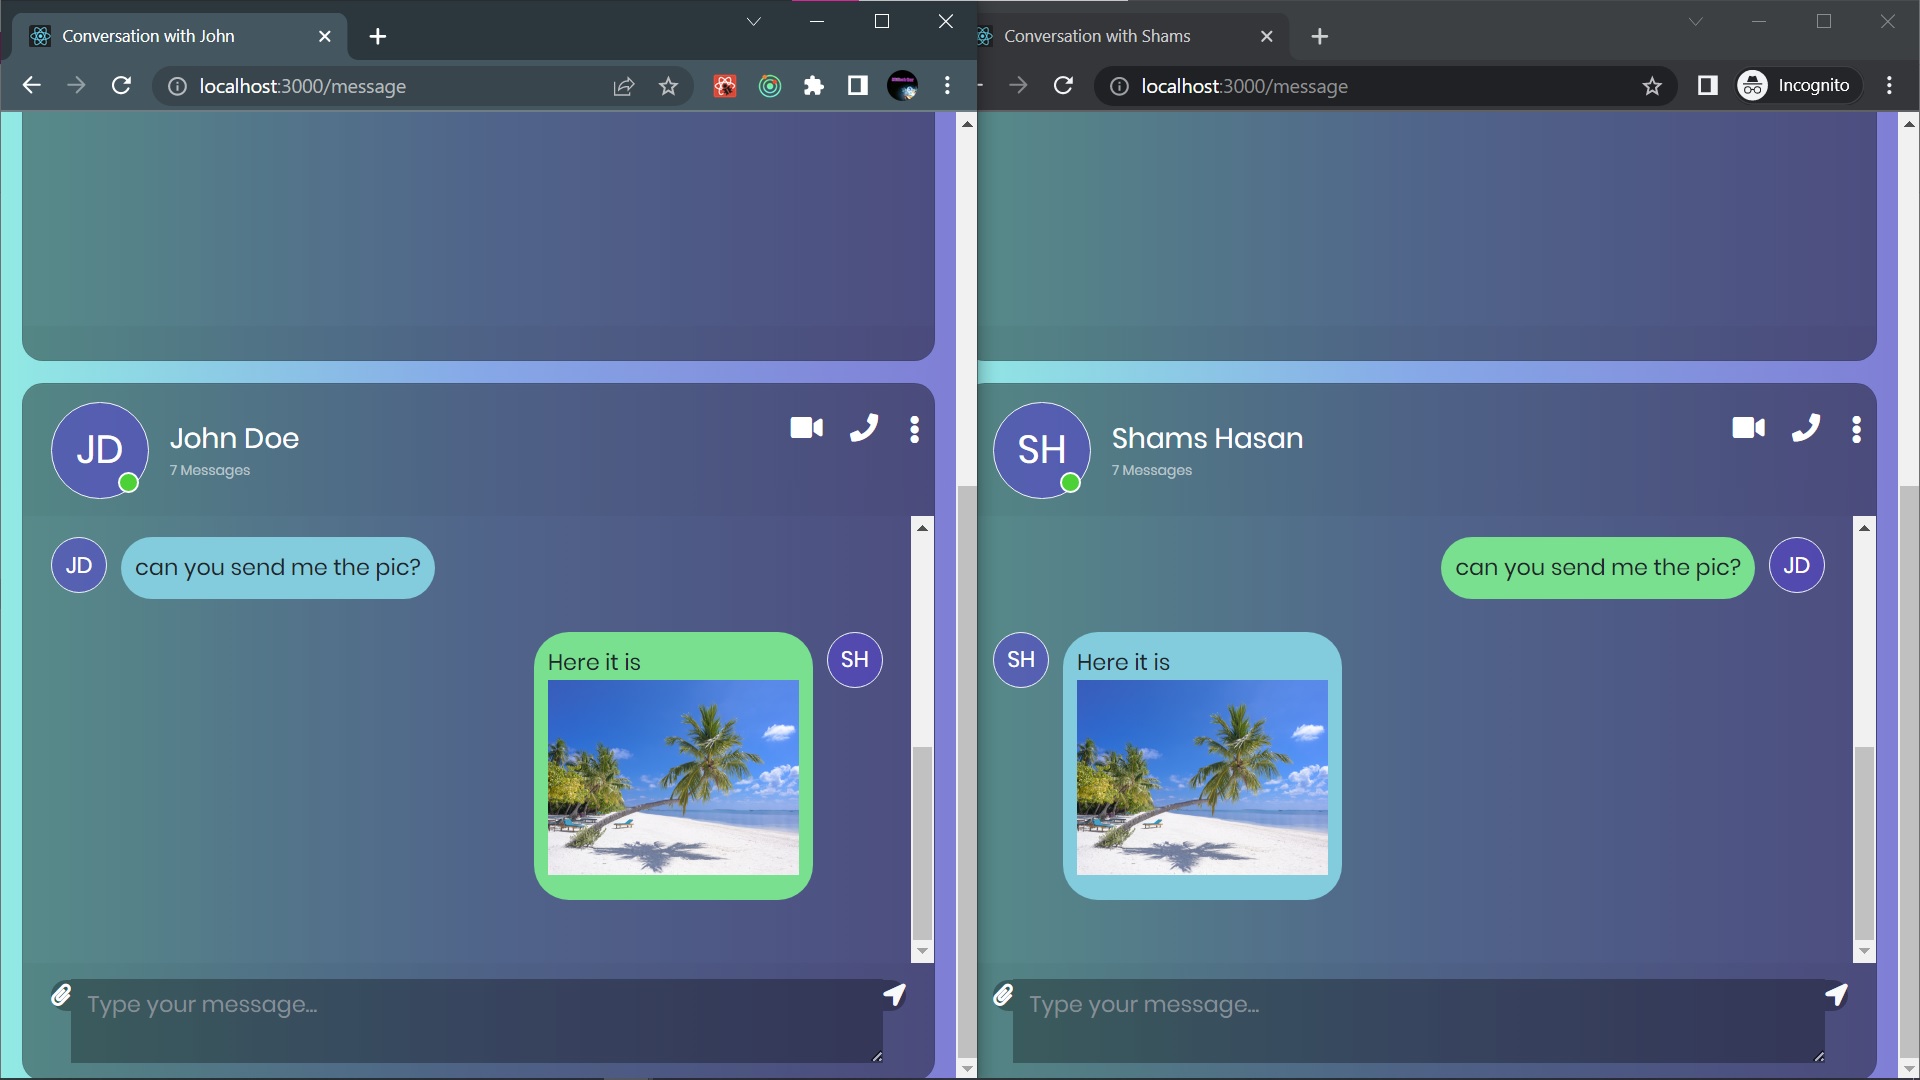 Conversation with John
localhost:3000/message
JD
John Doe
7 Messages
JD
can you send me the pic?
Here it is
SH
Type your message...
Conversation with Shams
localhost:3000/message
Incognito
SH
Shams Hasan
7 Messages
can you send me the pic?
JD
SH
Here it is
Type your message...